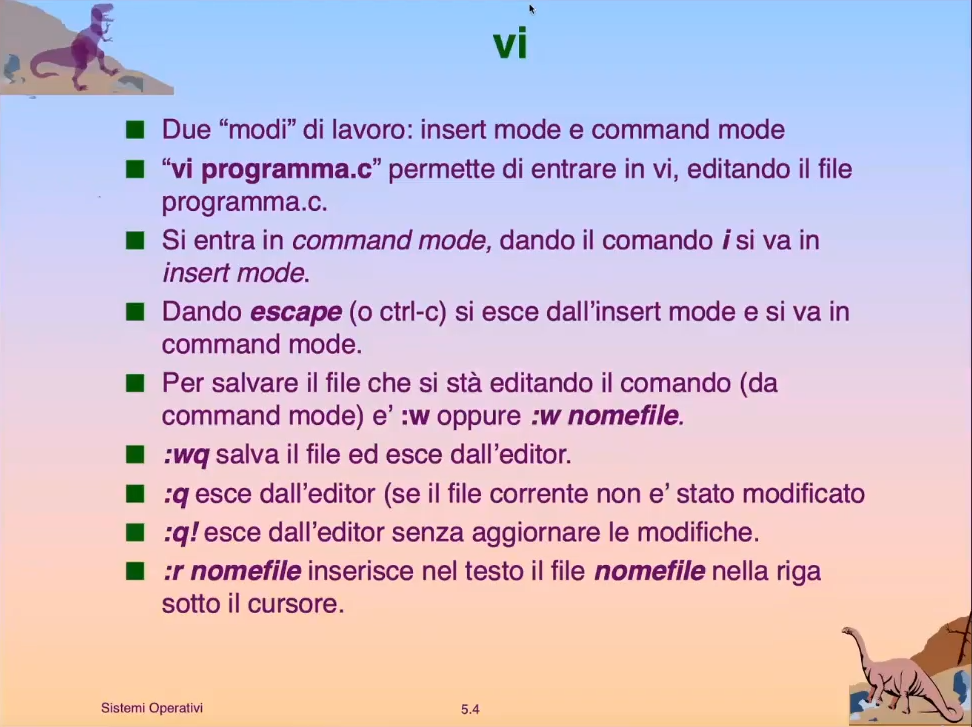 vi
Due “modi” di lavoro: insert mode e command mode
“vi programma.c” permette di entrare in vi, editando il file
programma.c.
Si entra in command mode, dando il comando i si va in
insert mode.
Dando escape (o ctrl-c) si esce dall’insert mode e si va in
command mode.
Per salvare il file che si stà editando il comando (da
command mode) e’ :w oppure :w nomefile.
:wq salva il file ed esce dall’editor.
:q esce dall’editor (se il file corrente non e’ stato modificato
:q! esce dall’editor senza aggiornare le modifiche.
:r nomefile inserisce nel testo il file nomefile nella riga
sotto il cursore.
Sistemi Operativi
5.4